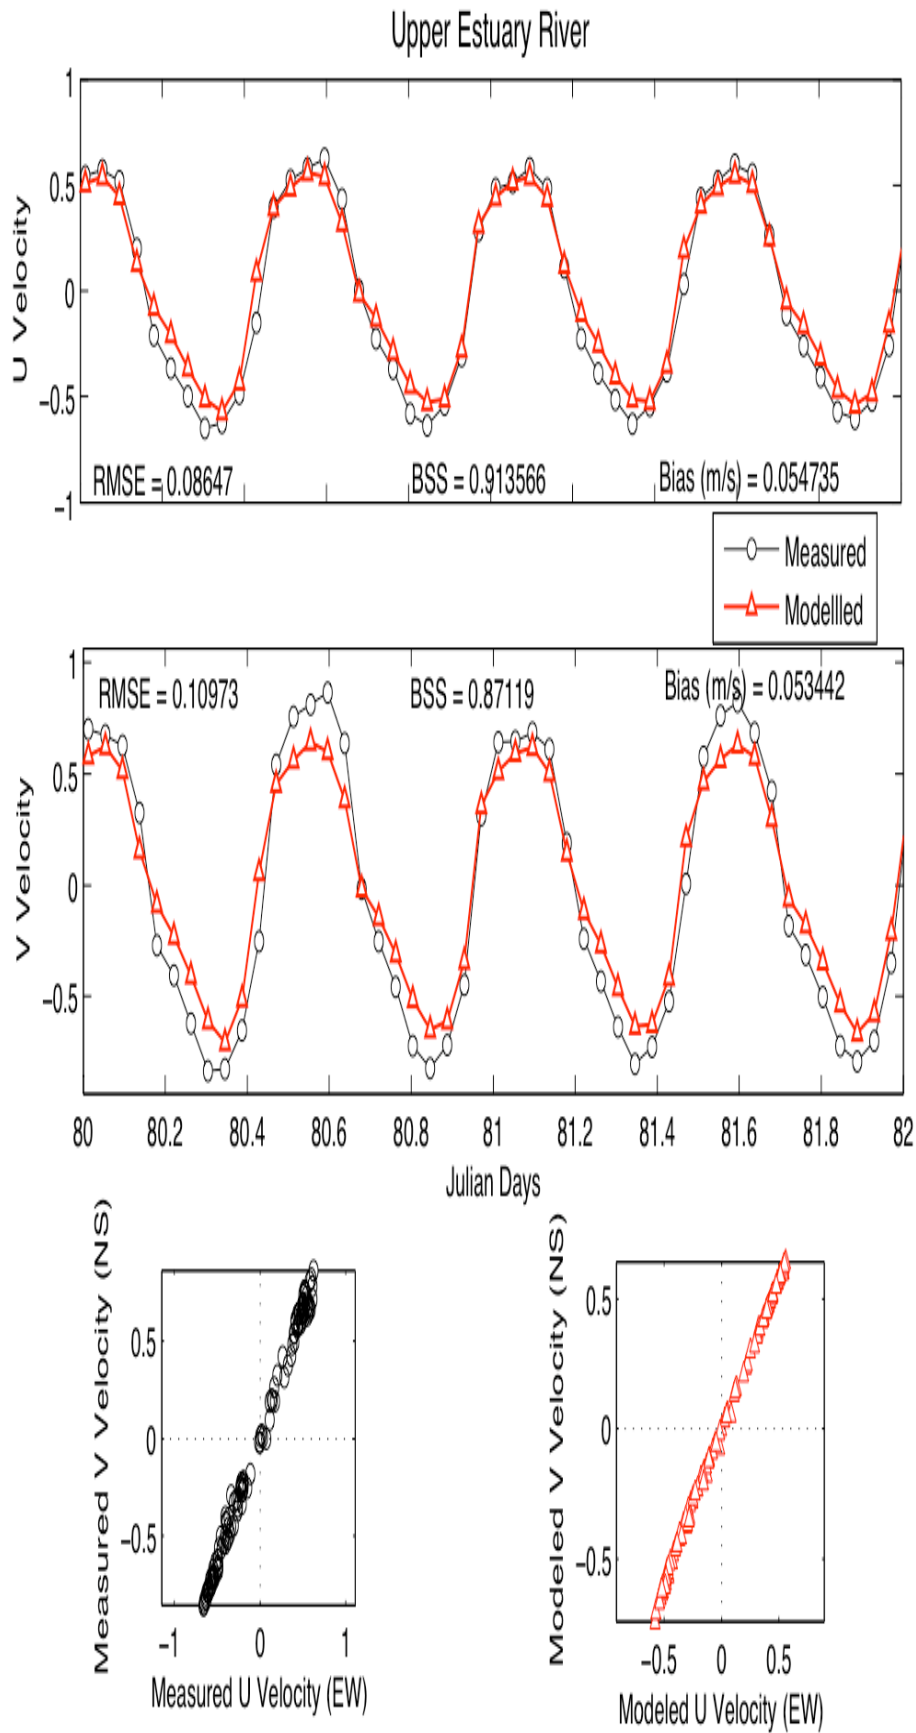 Upper Estuary River
U Velocity
1
0.5
0
−0.5
−1
RMSE = 0.08647
BSS = 0.913566
Bias (m/s) = 0.054735
Measured
Modellled
V Velocity
1
0.5
0
−0.5
RMSE = 0.10973
BSS = 0.87119
Bias (m/s) = 0.053442
80 80.2 80.4 80.6 80.8 81 81.2 81.4 81.6 81.8 82
Julian Days
Measured V Velocity (NS)
0.5
0
−0.5
−1 0 1
Measured U Velocity (EW)
Modeled V Velocity (NS)
0.5
0
−0.5
−0.5 0 0.5
Modeled U Velocity (EW)